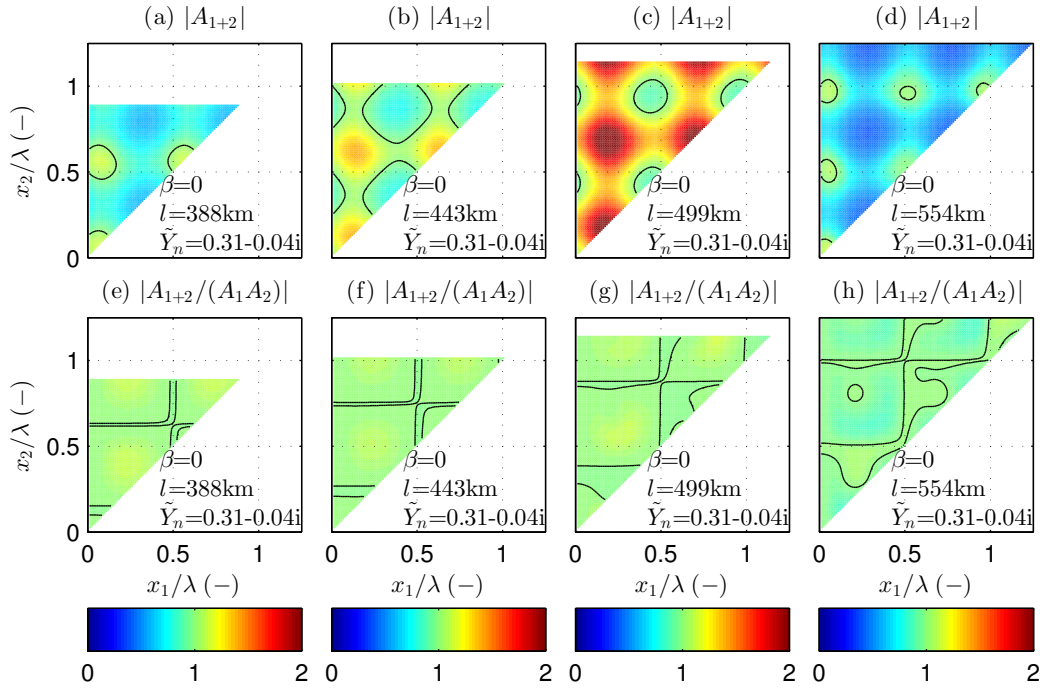 (a) |A₁₊₂| (b) |A₁₊₂| (c) |A₁₊₂| (d) |A₁₊₂|
1
0.5
0
x₂/λ (−)
β=0 β=0 β=0 β=0
l=388km l=443km l=499km l=554km
Ỹₙ=0.31-0.04i Ỹₙ=0.31-0.04i Ỹₙ=0.31-0.04i Ỹₙ=0.31-0.04i
(e) |A₁₊₂/(A₁A₂)| (f) |A₁₊₂/(A₁A₂)| (g) |A₁₊₂/(A₁A₂)| (h) |A₁₊₂/(A₁A₂)|
1
0.5
0
x₂/λ (−)
β=0 β=0 β=0 β=0
l=388km l=443km l=499km l=554km
Ỹₙ=0.31-0.04i Ỹₙ=0.31-0.04i Ỹₙ=0.31-0.04i Ỹₙ=0.31-0.04i
0 0.5 1 0 0.5 1 0 0.5 1 0 0.5 1
x₁/λ (−) x₁/λ (−) x₁/λ (−) x₁/λ (−)
0 1 2 0 1 2 0 1 2 0 1 2